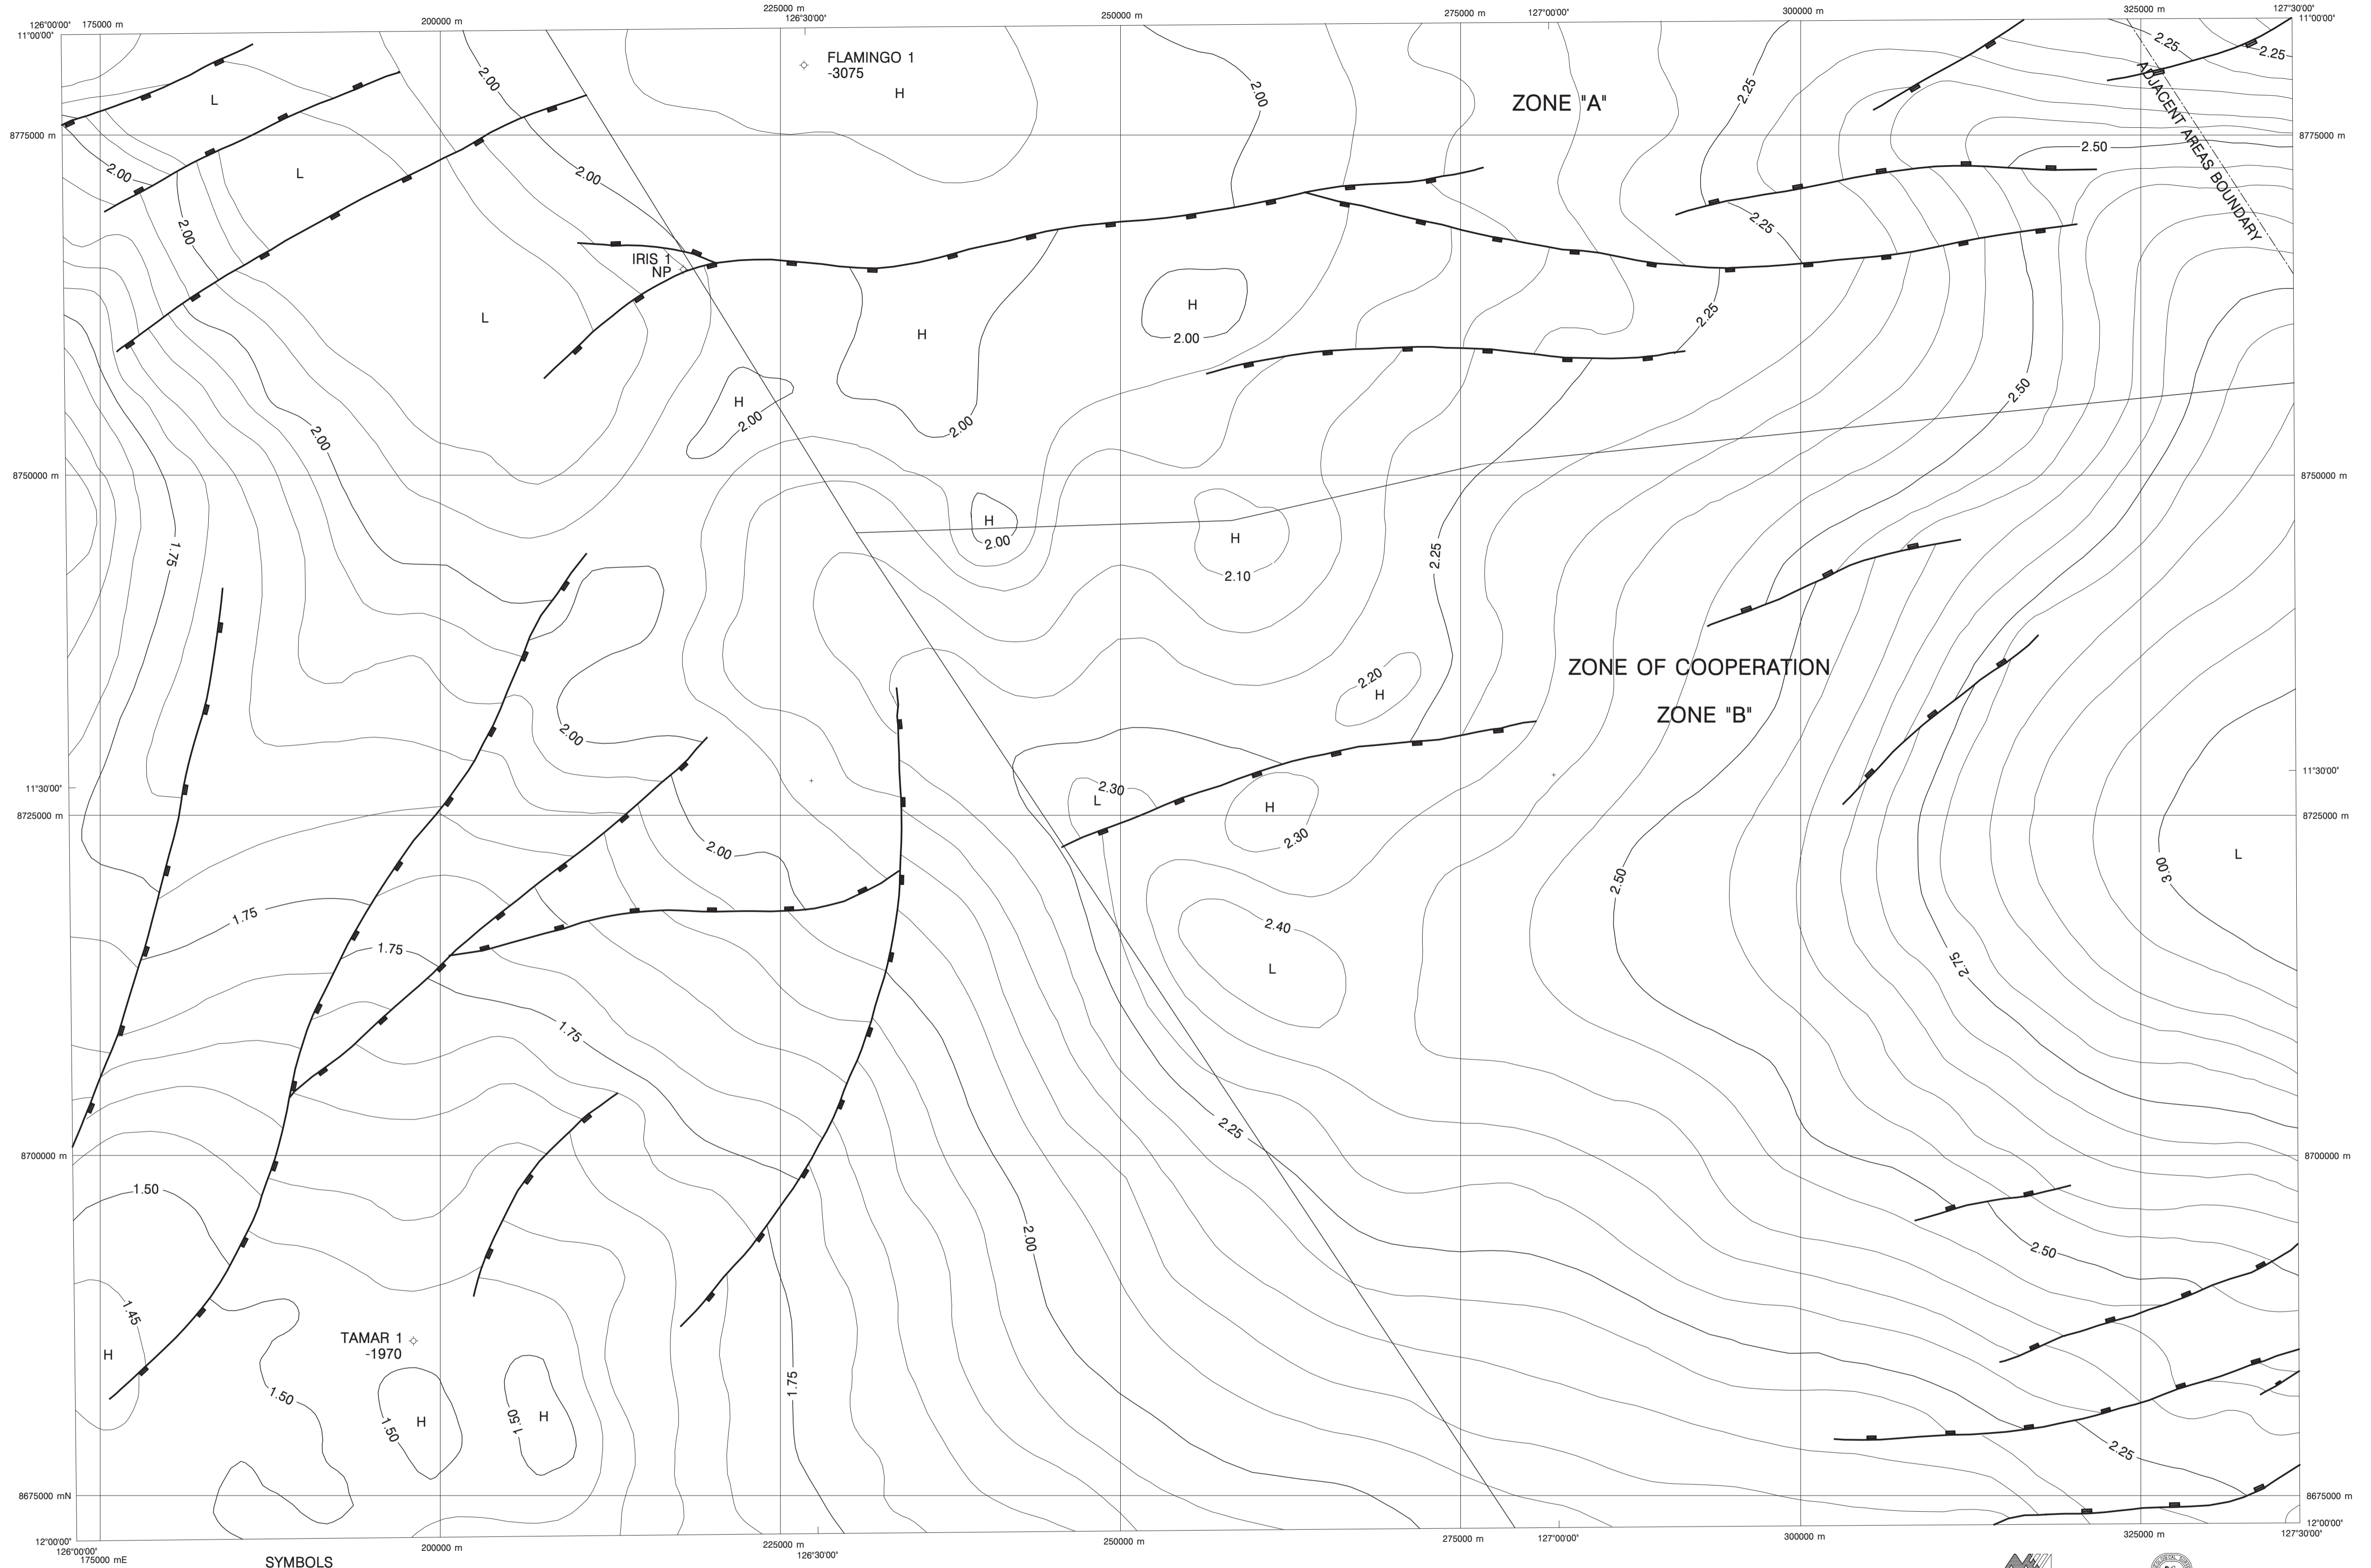 126°00'00" 175000 m 200000 m 225000 m 126°30'00" 250000 m 275000 m 127°00'00" 300000 m 325000 m 127°30'00"
11°00'00" 11°00'00"
FLAMINGO 1
-3075
H
ZONE "A"
L
2.00
2.00
2.25
2.25
2.25
ADJACENT AREAS BOUNDARY
8775000 m 8775000 m
2.50
L
2.00
2.00
2.00
2.25
IRIS 1
NP
L
H
H
2.00
2.25
H
2.00
2.00
2.00
2.50
8750000 m 8750000 m
H
2.00
H
2.10
1.75
2.25
ZONE OF COOPERATION
2.20
H
ZONE "B"
2.00
11°30'00" 11°30'00"
2.30
L
H
2.30
8725000 m 8725000 m
2.00
L
3.00
2.50
1.75
2.40
1.75
L
2.75
1.75
2.25
8700000 m 8700000 m
1.50
2.00
2.50
1.45
H
TAMAR 1
-1970
1.75
1.50
1.50
H
1.50
H
2.25
8675000 mN 8675000 m
12°00'00" 12°00'00"
126°00'00" 175000 mE 200000 m 225000 m 126°30'00" 250000 m 275000 m 127°00'00" 300000 m 325000 m 127°30'00"
SYMBOLS